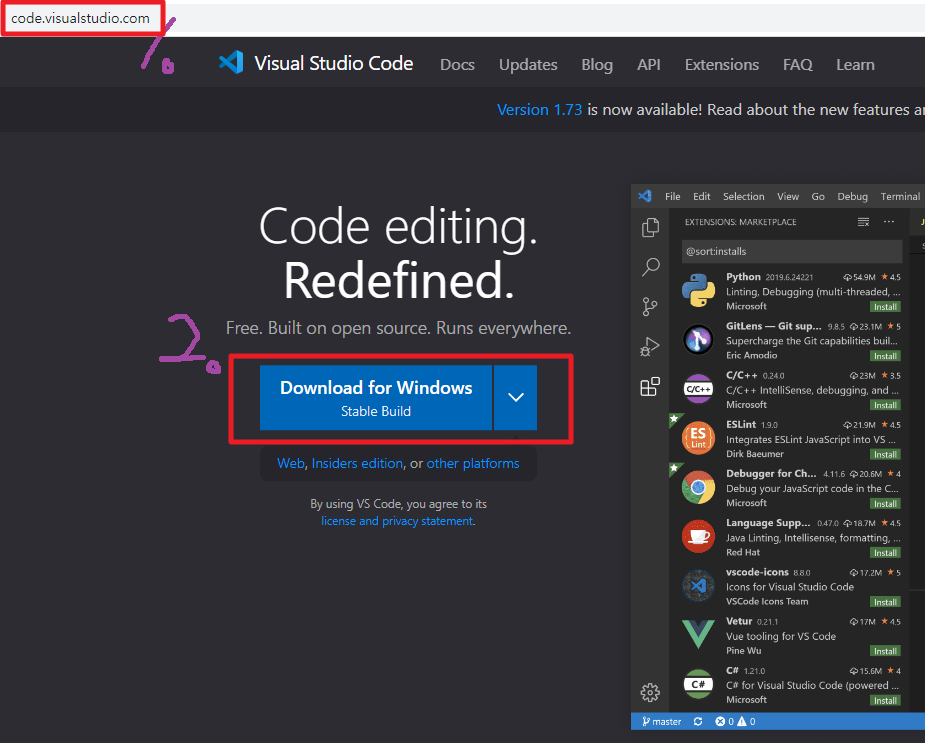 code.visualstudio.com
1.
Visual Studio Code Docs Updates Blog API Extensions FAQ Learn
Version 1.73 is now available! Read about the new features an
Code editing.
Redefined.
Free. Built on open source. Runs everywhere.
2.
Download for Windows
Stable Build
Web, Insiders edition, or other platforms
By using VS Code, you agree to its
license and privacy statement.
File Edit Selection View Go Debug Terminal
EXTENSIONS: MARKETPLACE ...
@sort:installs
Python 2019.6.24221 54.9M ★ 4.5
Linting, Debugging (multi-threaded, ...
Microsoft Install
GitLens — Git sup... 9.8.5 23.1M ★ 5
Supercharge the Git capabilities buil...
Eric Amodio Install
C/C++ C/C++ 0.24.0 23M ★ 3.5
C/C++ IntelliSense, debugging, and ...
Microsoft Install
ESLint 1.9.0 21.9M ★ 4.5
ES Lint Integrates ESLint JavaScript into VS ...
Dirk Baeumer Install
Debugger for Ch... 4.11.6 20.6M ★ 4
Debug your JavaScript code in the C...
Microsoft Install
Language Supp... 0.47.0 18.7M ★ 4.5
Java Linting, Intellisense, formatting, ...
Red Hat Install
vscode-icons 8.8.0 17.2M ★ 5
Icons for Visual Studio Code
VSCode Icons Team Install
Vetur 0.21.1 17M ★ 4.5
Vue tooling for VS Code
Pine Wu Install
C# 1.21.0 15.6M ★ 4
C# C# for Visual Studio Code (powered ...
Microsoft Install
master 0 0